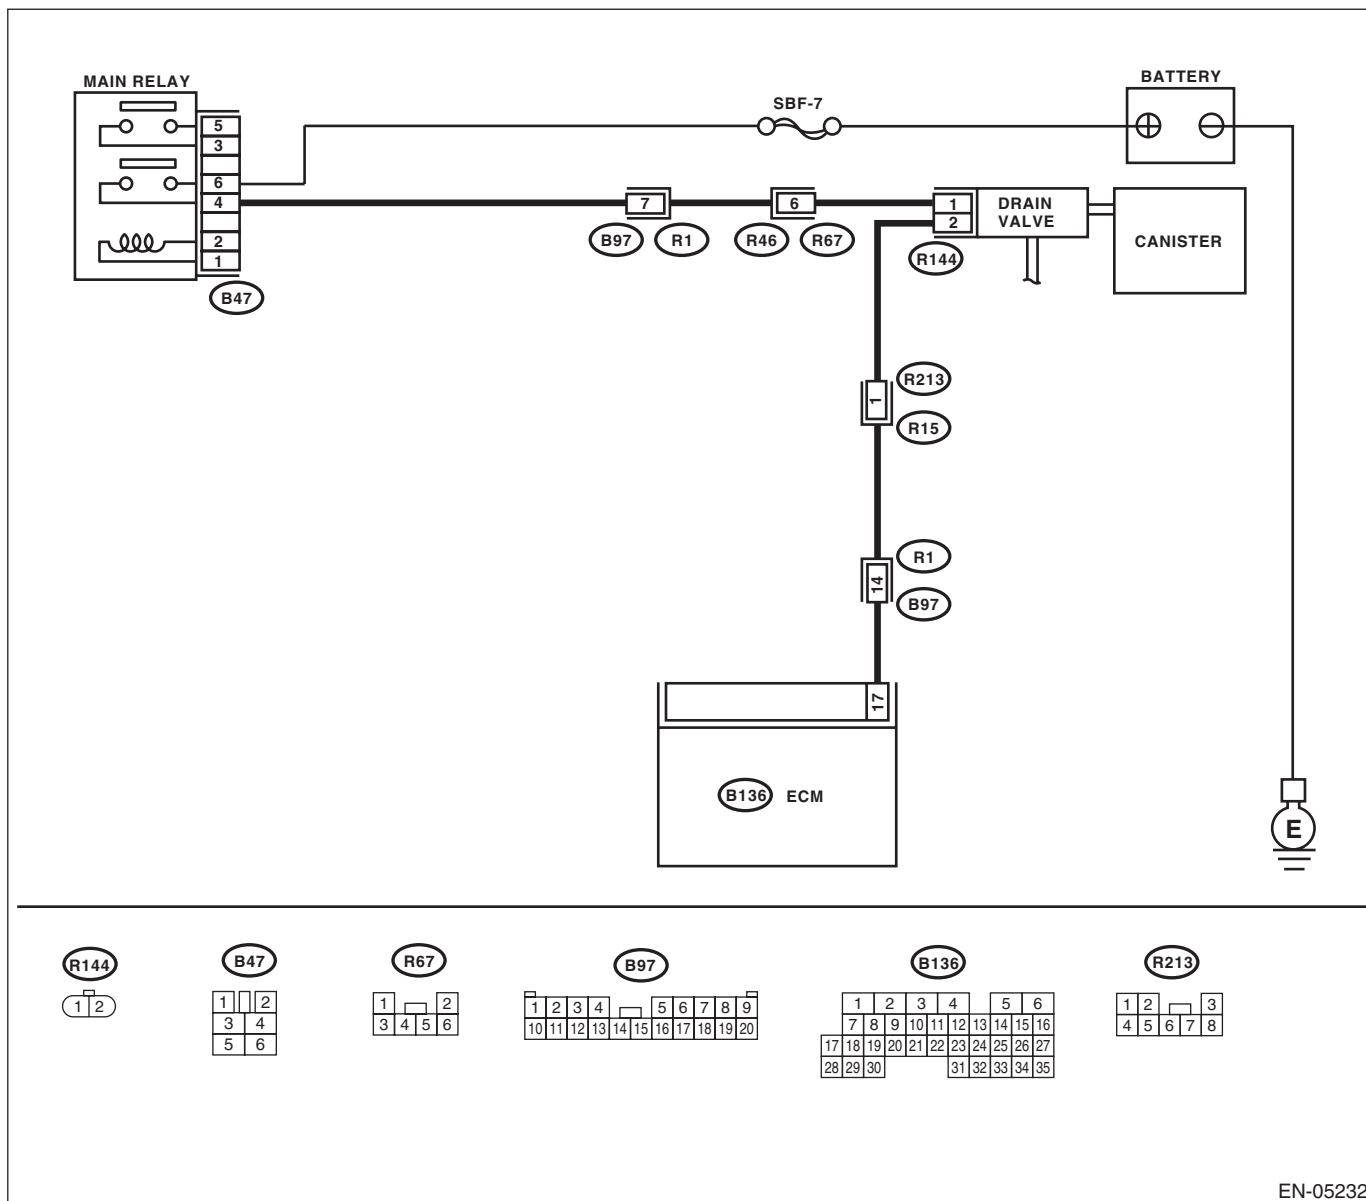 MAIN RELAY
BATTERY
SBF-7
5
3
6
4
2
1
B47
7
B97 R1
6
R46 R67
1
2
R144
DRAIN
VALVE
CANISTER
R213
1
R15
R1
14
B97
17
B136 ECM
E
R144
1 2
B47
1 2
3 4
5 6
R67
1 2
3 4 5 6
B97
1 2 3 4 5 6 7 8 9
10 11 12 13 14 15 16 17 18 19 20
B136
1 2 3 4 5 6
7 8 9 10 11 12 13 14 15 16
17 18 19 20 21 22 23 24 25 26 27
28 29 30 31 32 33 34 35
R213
1 2 3
4 5 6 7 8
EN-05232